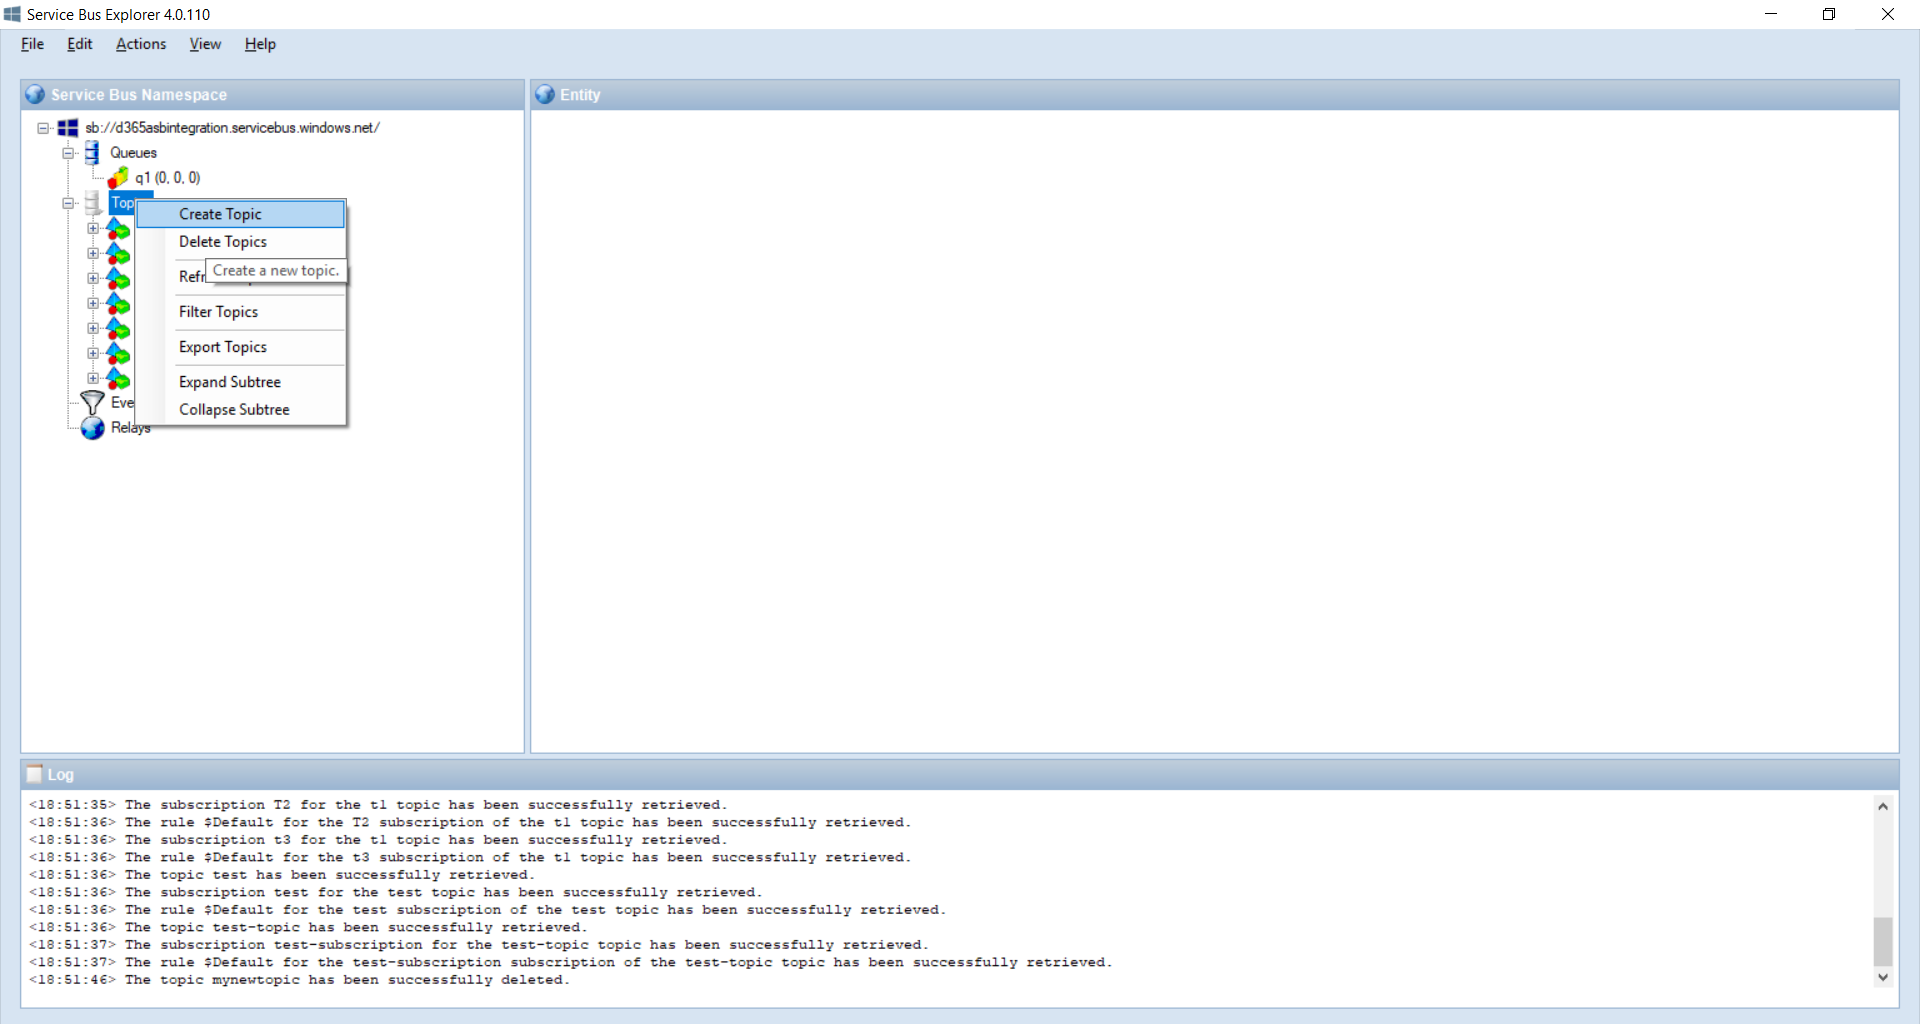 Service Bus Explorer 4.0.110
File Edit Actions View Help
Service Bus Namespace
sb://d365asbintegration.servicebus.windows.net/
Queues
q1 (0, 0, 0)
Top
Create Topic
Delete Topics
Refr
Create a new topic.
Filter Topics
Export Topics
Expand Subtree
Collapse Subtree
Eve
Relays
Entity
Log
<18:51:35> The subscription T2 for the t1 topic has been successfully retrieved.
<18:51:36> The rule $Default for the T2 subscription of the t1 topic has been successfully retrieved.
<18:51:36> The subscription t3 for the t1 topic has been successfully retrieved.
<18:51:36> The rule $Default for the t3 subscription of the t1 topic has been successfully retrieved.
<18:51:36> The topic test has been successfully retrieved.
<18:51:36> The subscription test for the test topic has been successfully retrieved.
<18:51:36> The rule $Default for the test subscription of the test topic has been successfully retrieved.
<18:51:36> The topic test-topic has been successfully retrieved.
<18:51:37> The subscription test-subscription for the test-topic topic has been successfully retrieved.
<18:51:37> The rule $Default for the test-subscription subscription of the test-topic topic has been successfully retrieved.
<18:51:46> The topic mynewtopic has been successfully deleted.